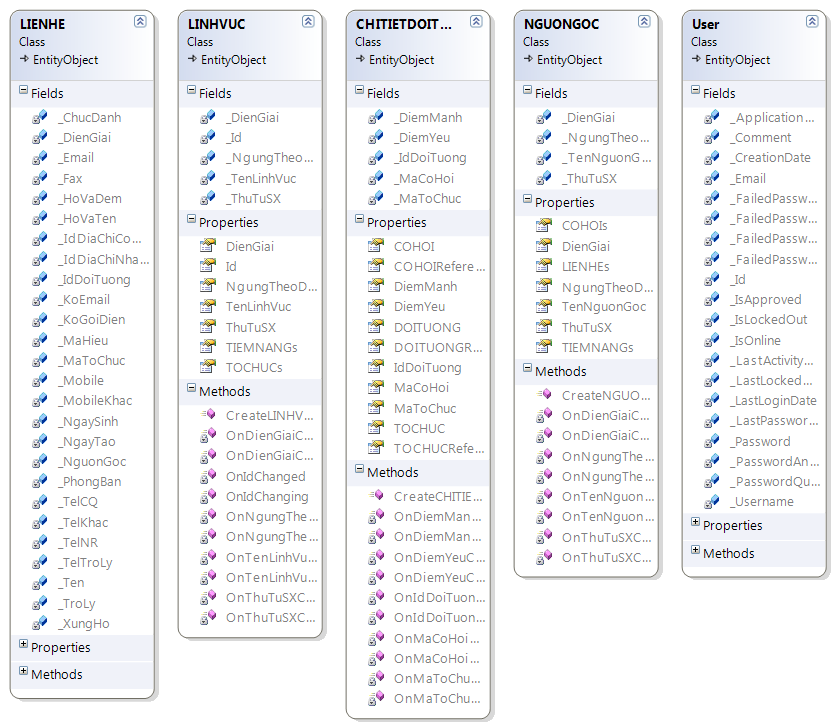 LIENHE
Class
EntityObject
Fields
_ChucDanh
_DienGiai
_Email
_Fax
_HoVaDem
_HoVaTen
_IdDiaChiCo...
_IdDiaChiNha...
_IdDoiTuong
_KoEmail
_KoGoiDien
_MaHieu
_MaToChuc
_Mobile
_MobileKhac
_NgaySinh
_NgayTao
_NguonGoc
_PhongBan
_TelCQ
_TelKhac
_TelNR
_TelTroLy
_Ten
_TroLy
_XungHo
Properties
Methods
LINHVUC
Class
EntityObject
Fields
_DienGiai
_Id
_NgungTheo...
_TenLinhVuc
_ThuTuSX
Properties
DienGiai
Id
NgungTheoD...
TenLinhVuc
ThuTuSX
TIEMNANGs
TOCHUCs
Methods
CreateLINHV...
OnDienGiaiC...
OnDienGiaiC...
OnIdChanged
OnIdChanging
OnNgungThe...
OnNgungThe...
OnTenLinhVu...
OnTenLinhVu...
OnThuTuSXC...
OnThuTuSXC...
CHITIETDOIT...
Class
EntityObject
Fields
_DiemManh
_DiemYeu
_IdDoiTuong
_MaCoHoi
_MaToChuc
Properties
COHOI
COHOIRefere...
DiemManh
DiemYeu
DOITUONG
DOITUONGR...
IdDoiTuong
MaCoHoi
MaToChuc
TOCHUC
TOCHUCRefe...
Methods
CreateCHITIE...
OnDiemMan...
OnDiemMan...
OnDiemYeuC...
OnDiemYeuC...
OnIdDoiTuon...
OnIdDoiTuon...
OnMaCoHoi...
OnMaCoHoi...
OnMaToChu...
OnMaToChu...
NGUONGOC
Class
EntityObject
Fields
_DienGiai
_NgungTheo...
_TenNguonG...
_ThuTuSX
Properties
COHOIs
DienGiai
LIENHEs
NgungTheoD...
TenNguonGoc
ThuTuSX
TIEMNANGs
Methods
CreateNGUO...
OnDienGiaiC...
OnDienGiaiC...
OnNgungThe...
OnNgungThe...
OnTenNguon...
OnTenNguon...
OnThuTuSXC...
OnThuTuSXC...
User
Class
EntityObject
Fields
_Application...
_Comment
_CreationDate
_Email
_FailedPassw...
_FailedPassw...
_FailedPassw...
_FailedPassw...
_Id
_IsApproved
_IsLockedOut
_IsOnline
_LastActivity...
_LastLocked...
_LastLoginDate
_LastPasswor...
_Password
_PasswordAn...
_PasswordQu...
_Username
Properties
Methods